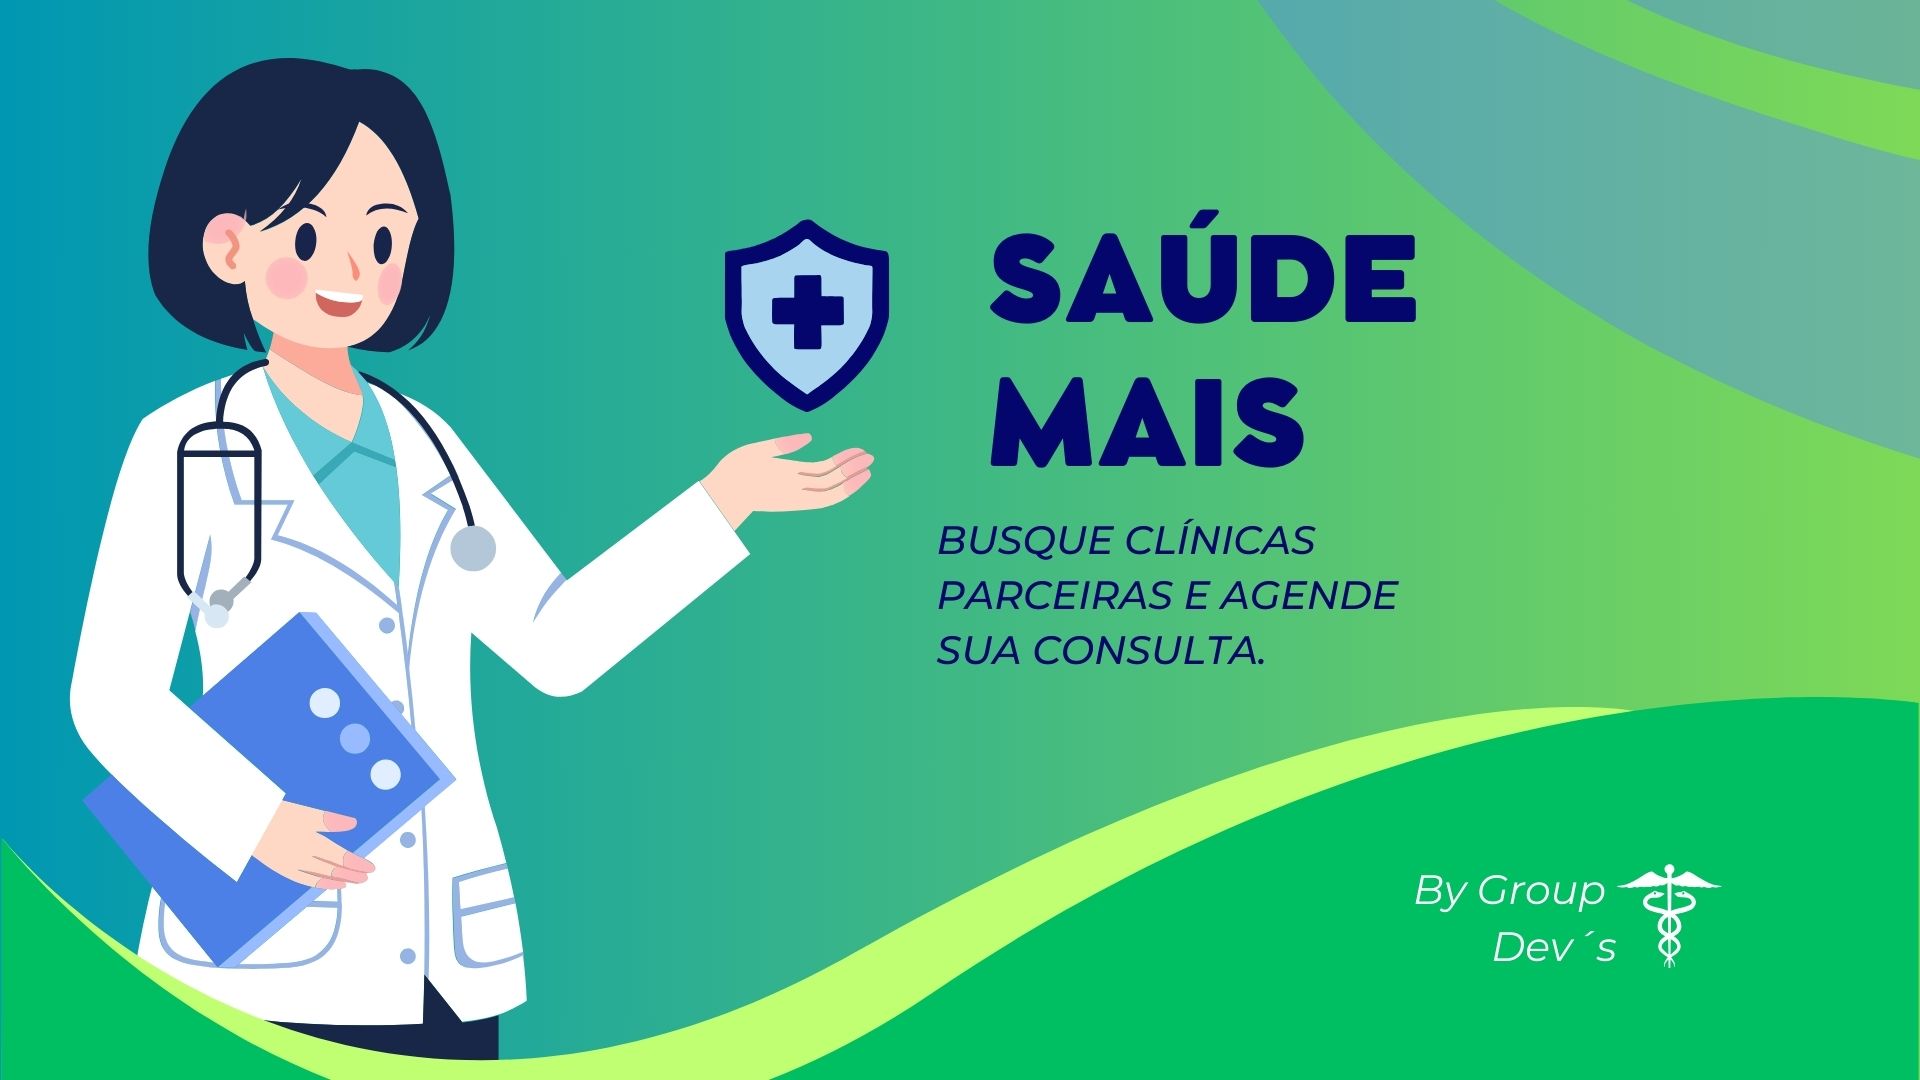 SAÚDE
MAIS
BUSQUE CLÍNICAS
PARCEIRAS E AGENDE
SUA CONSULTA.
By Group
Dev´s